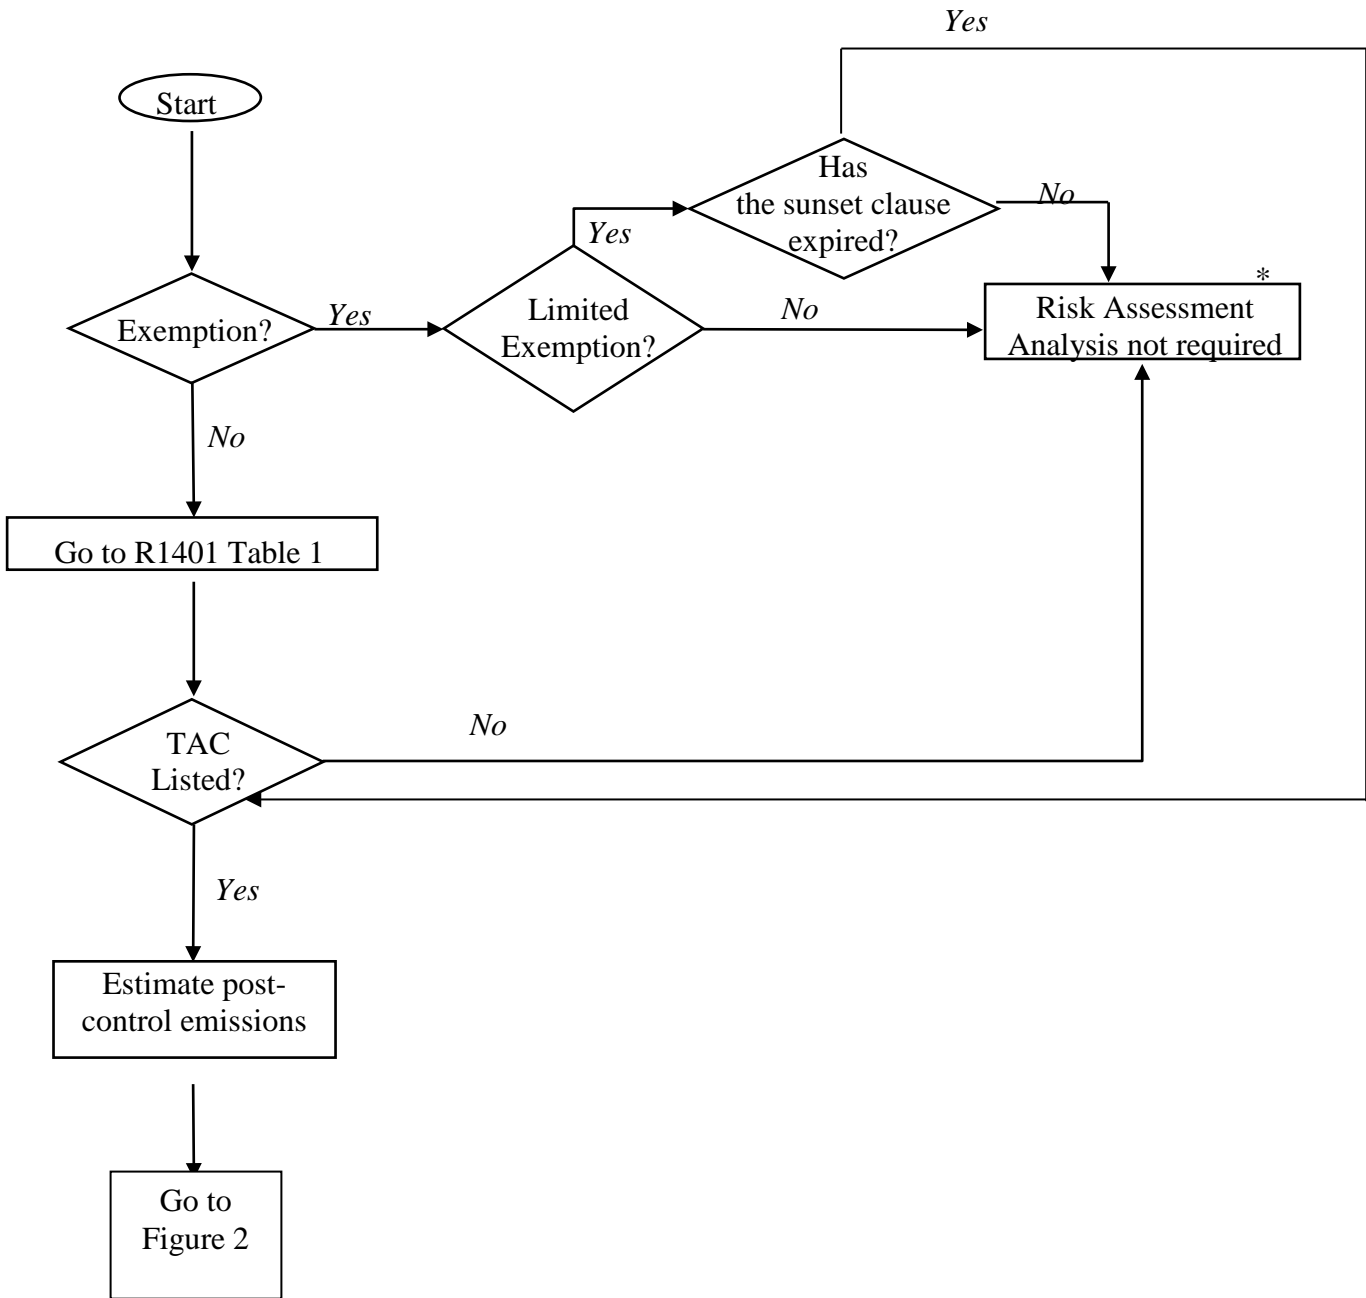 Yes
Start
Has
the sunset clause
expired?
No
Yes
*
Exemption?
Yes
Limited
Exemption?
No
Risk Assessment
Analysis not required
No
Go to R1401 Table 1
TAC
Listed?
No
Yes
Estimate post-
control emissions
Go to
Figure 2